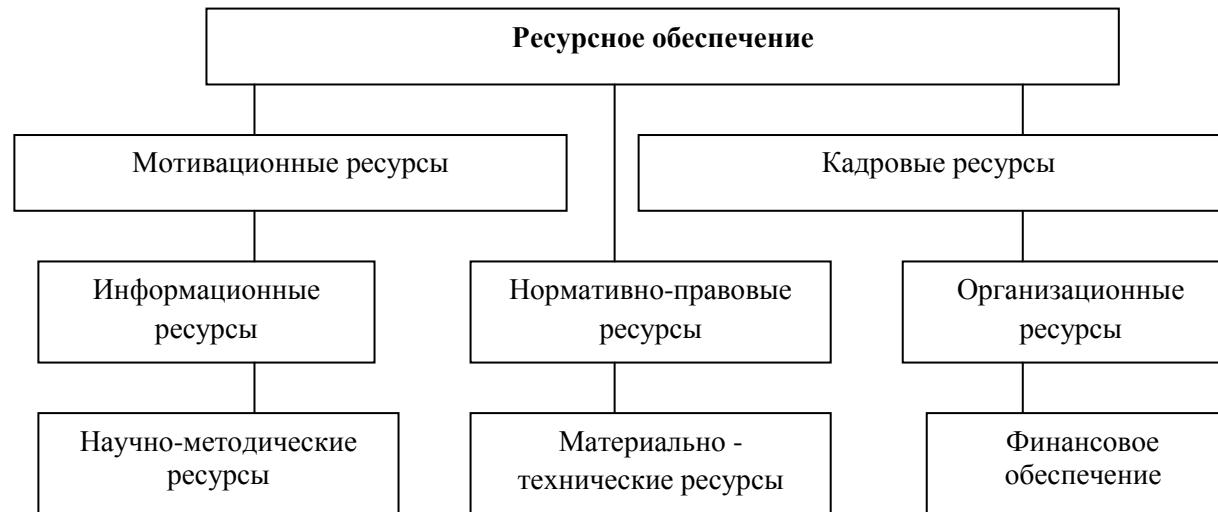 Ресурсное обеспечение
Мотивационные ресурсы
Кадровые ресурсы
Информационные
ресурсы
Нормативно-правовые
ресурсы
Организационные
ресурсы
Научно-методические
ресурсы
Материально -
технические ресурсы
Финансовое
обеспечение